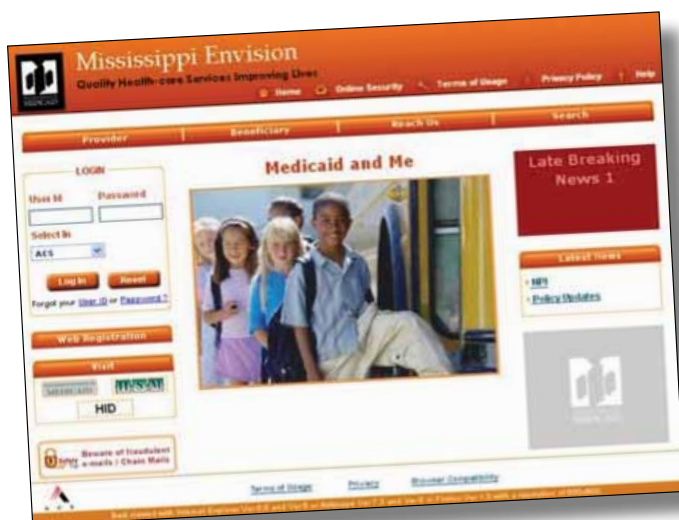 Mississippi Envision
Quality Health-care Services Improving Lives
Home Online Security Terms of Usage Privacy Policy Help
MEDICAID
Provider Beneficiary Reach Us Search
LOGIN
User Id Password
Select In
ACS
Log In Reset
Forgot your User ID or Password ?
Web Registration
Visit
MEDICAID
HID
Beware of fraudulent
e-mails / Chain Mails
Medicaid and Me
Late Breaking
News 1
Latest News
NPI
Policy Updates
Terms of Usage Privacy Browser Compatibility